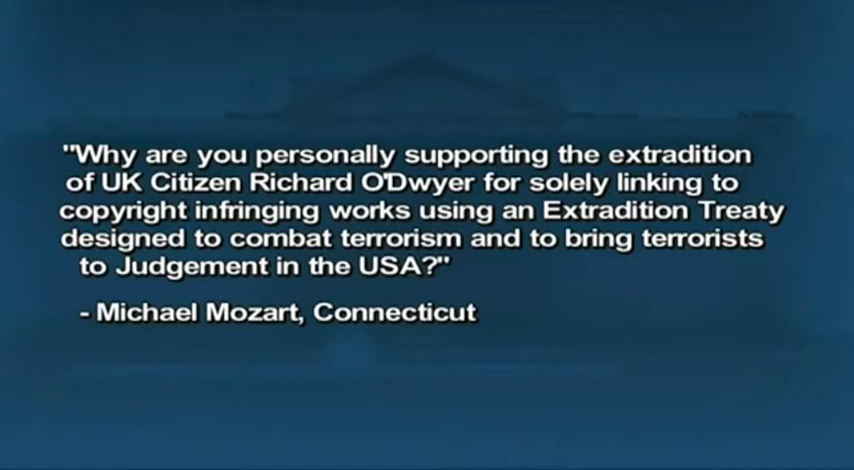 "Why are you personally supporting the extradition
of UK Citizen Richard O'Dwyer for solely linking to
copyright infringing works using an Extradition Treaty
designed to combat terrorism and to bring terrorists
to Judgement in the USA?"
- Michael Mozart, Connecticut